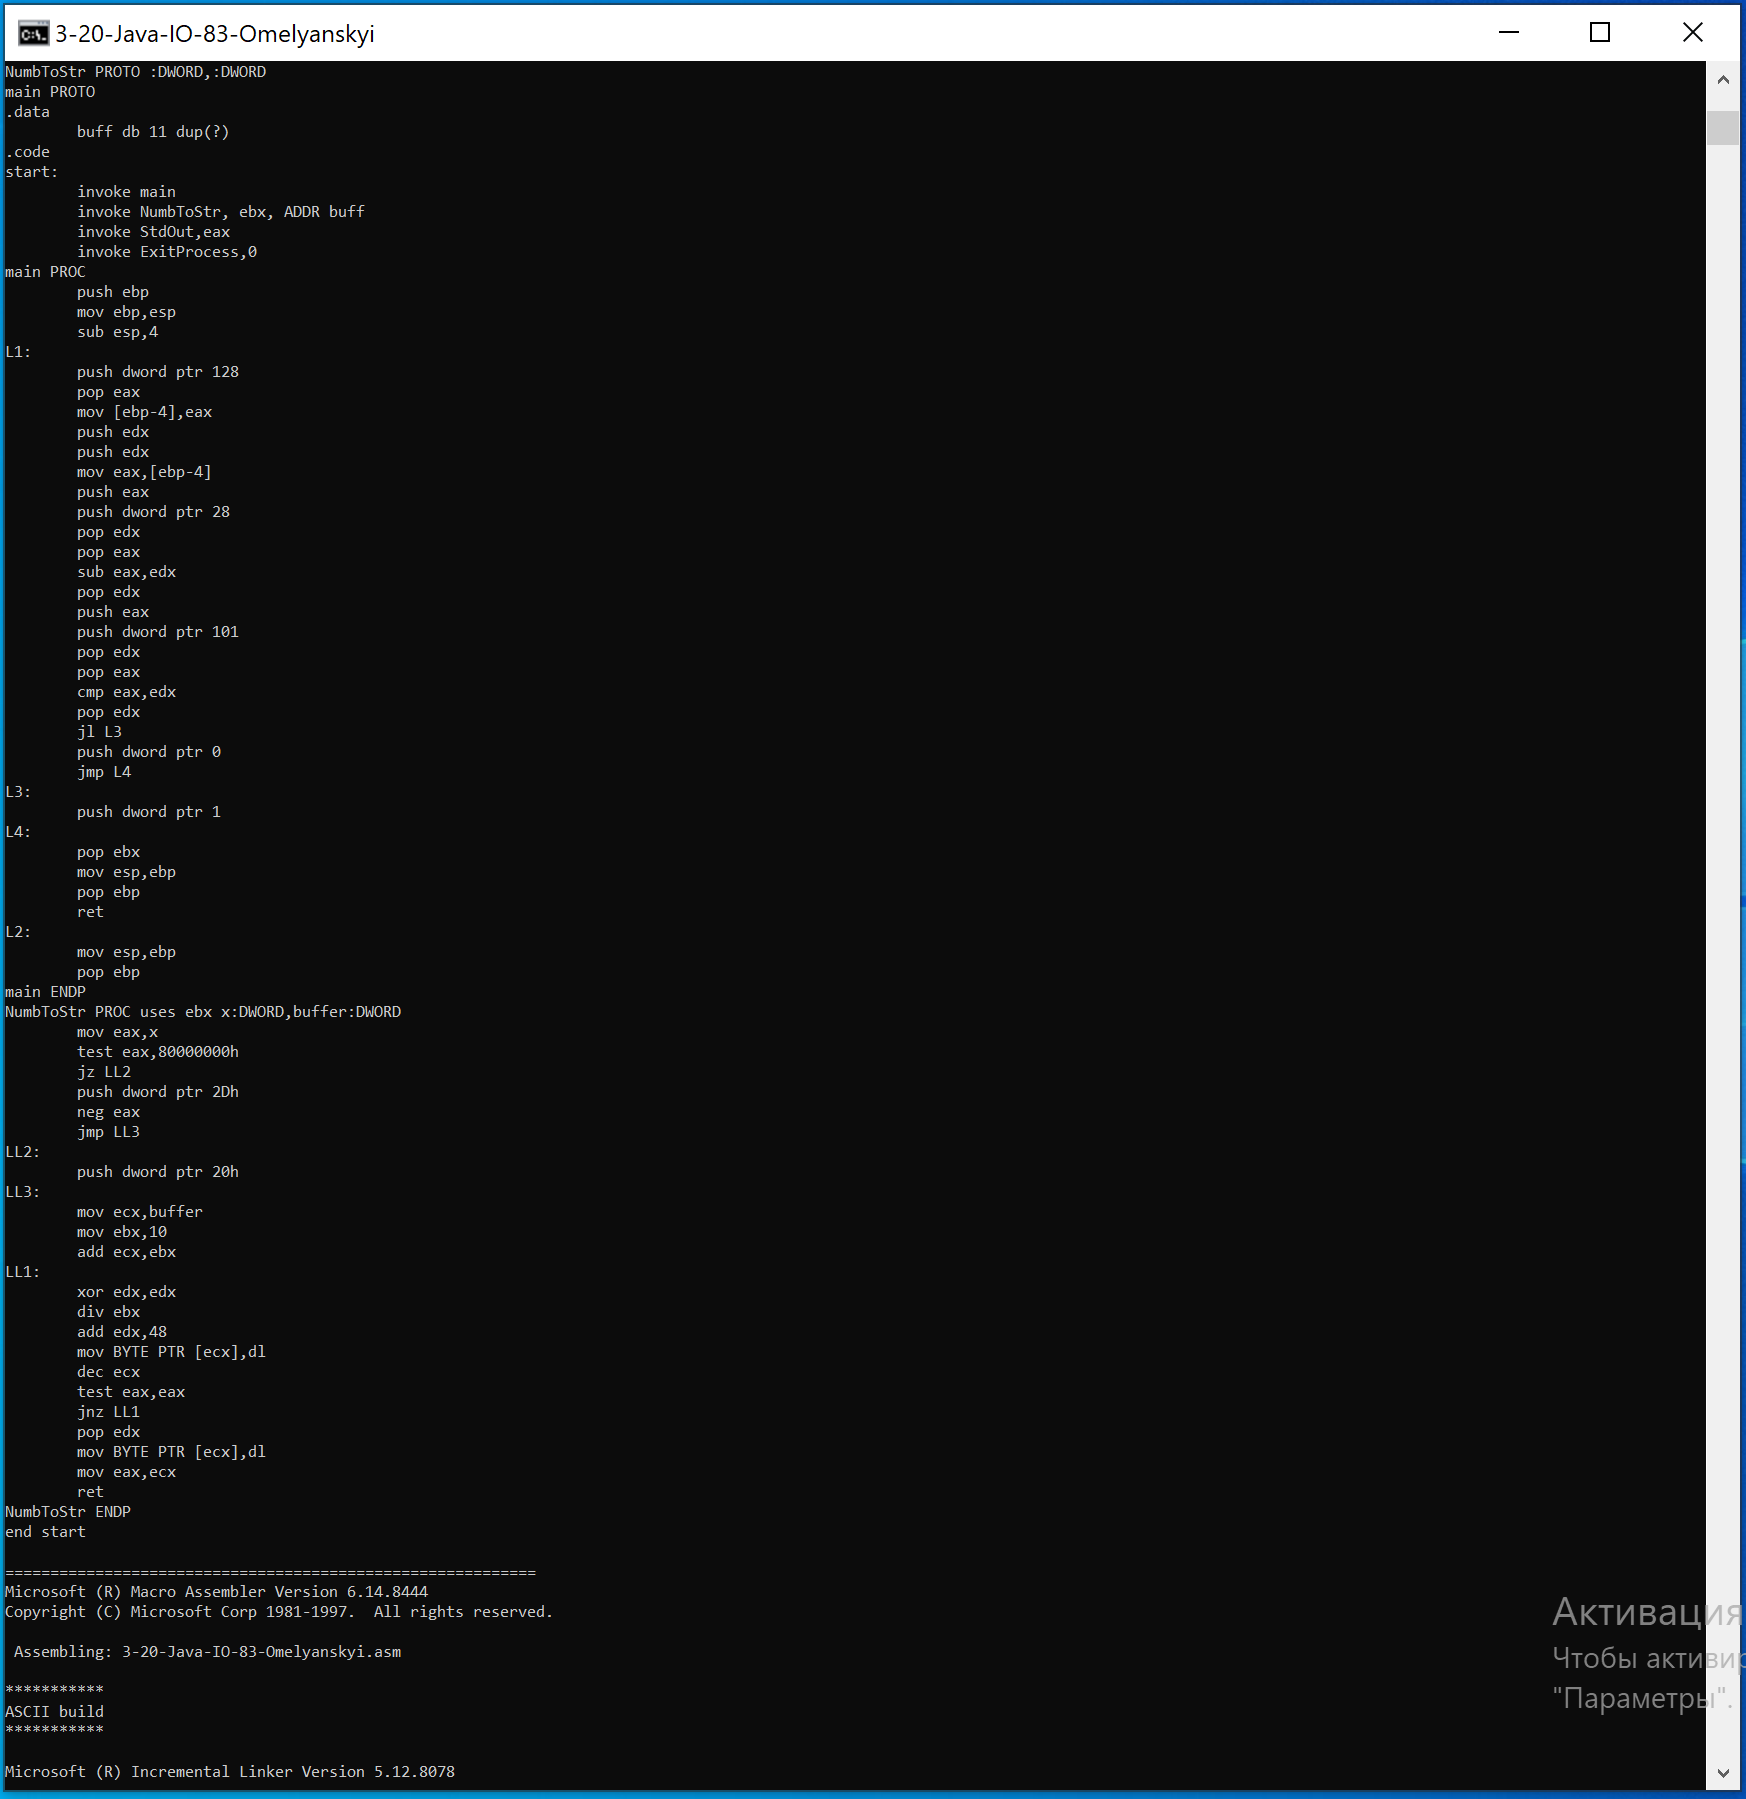 3-20-Java-IO-83-Omelyanskyi
NumbToStr PROTO :DWORD,:DWORD
main PROTO
.data
        buff db 11 dup(?)
.code
start:
        invoke main
        invoke NumbToStr, ebx, ADDR buff
        invoke StdOut,eax
        invoke ExitProcess,0
main PROC
        push ebp
        mov ebp,esp
        sub esp,4
L1:
        push dword ptr 128
        pop eax
        mov [ebp-4],eax
        push edx
        push edx
        mov eax,[ebp-4]
        push eax
        push dword ptr 28
        pop edx
        pop eax
        sub eax,edx
        pop edx
        push eax
        push dword ptr 101
        pop edx
        pop eax
        cmp eax,edx
        pop edx
        jl L3
        push dword ptr 0
        jmp L4
L3:
        push dword ptr 1
L4:
        pop ebx
        mov esp,ebp
        pop ebp
        ret
L2:
        mov esp,ebp
        pop ebp
main ENDP
NumbToStr PROC uses ebx x:DWORD,buffer:DWORD
        mov eax,x
        test eax,80000000h
        jz LL2
        push dword ptr 2Dh
        neg eax
        jmp LL3
LL2:
        push dword ptr 20h
LL3:
        mov ecx,buffer
        mov ebx,10
        add ecx,ebx
LL1:
        xor edx,edx
        div ebx
        add edx,48
        mov BYTE PTR [ecx],dl
        dec ecx
        test eax,eax
        jnz LL1
        pop edx
        mov BYTE PTR [ecx],dl
        mov eax,ecx
        ret
NumbToStr ENDP
end start
===========================================================
Microsoft (R) Macro Assembler Version 6.14.8444
Copyright (C) Microsoft Corp 1981-1997.  All rights reserved.
 Assembling: 3-20-Java-IO-83-Omelyanskyi.asm
***********
ASCII build
***********
Microsoft (R) Incremental Linker Version 5.12.8078
Активация
Чтобы
"Параметры".